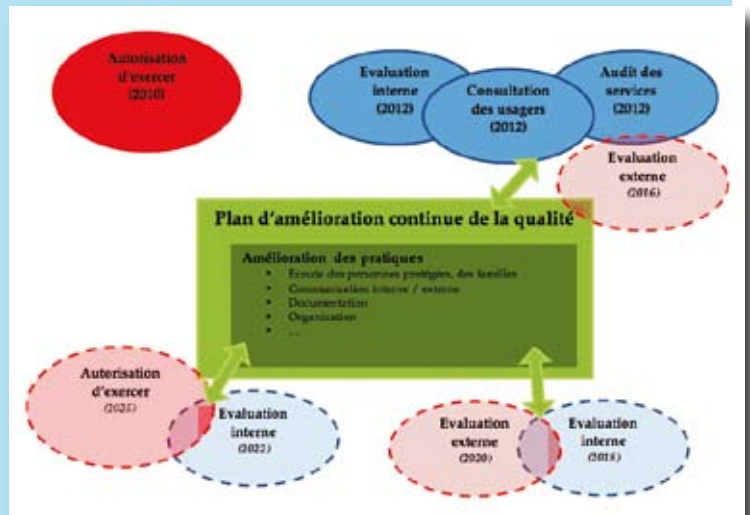 Autorisation
d'exercer
(2010)
Evaluation
interne
(2012)
Consultation
des usagers
(2012)
Audit des
services
(2012)
Evaluation
externe
(2016)
Plan d'amélioration continue de la qualité
Amélioration des pratiques
• Ecoute des personnes protégées, des familles
• Communication interne / externe
• Documentation
• Organisation
• ...
Autorisation
d'exercer
(2025)
Evaluation
interne
(2022)
Evaluation
externe
(2020)
Evaluation
interne
(2018)